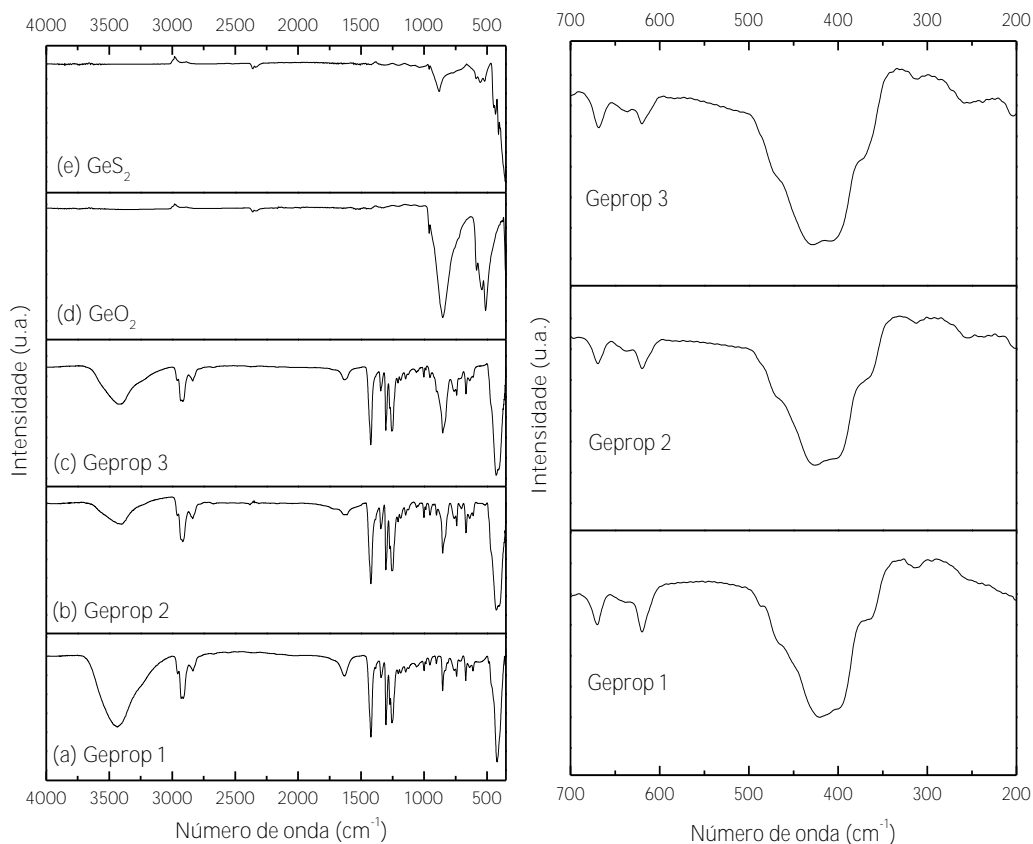 4000 3500 3000 2500 2000 1500 1000 500
(e) GeS₂
(d) GeO₂
(c) Geprop 3
(b) Geprop 2
(a) Geprop 1
4000 3500 3000 2500 2000 1500 1000 500
Número de onda (cm⁻¹)
Intensidade (u.a.)
700 600 500 400 300 200
Geprop 3
Geprop 2
Geprop 1
700 600 500 400 300 200
Número de onda (cm⁻¹)
Intensidade (u.a.)